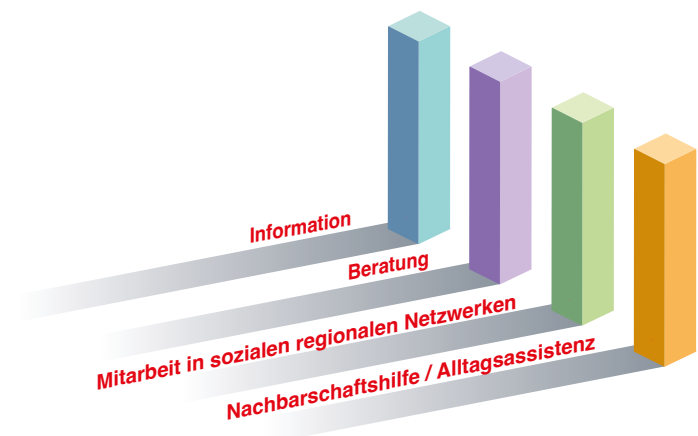 Information
Beratung
Mitarbeit in sozialen regionalen Netzwerken
Nachbarschaftshilfe / Alltagsassistenz